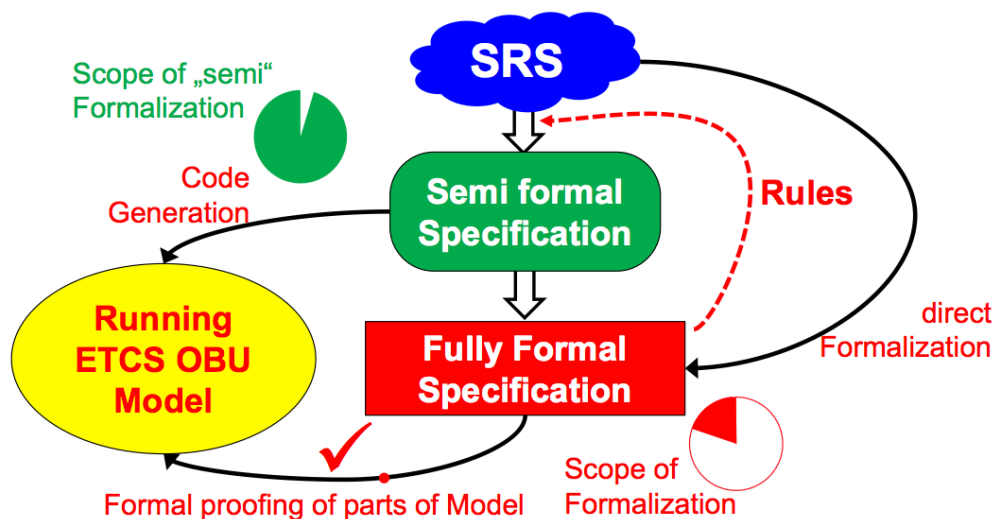 SRS
Scope of „semi“
Formalization
Code
Generation
Semi formal
Specification
Rules
direct
Formalization
Running
ETCS OBU
Model
Fully Formal
Specification
Scope of
Formalization
Formal proofing of parts of Model